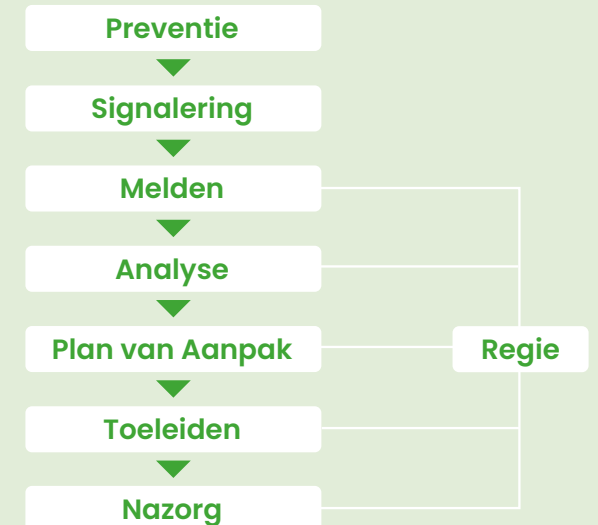 Preventie
Signalering
Melden
Analyse
Plan van Aanpak
Regie
Toeleiden
Nazorg